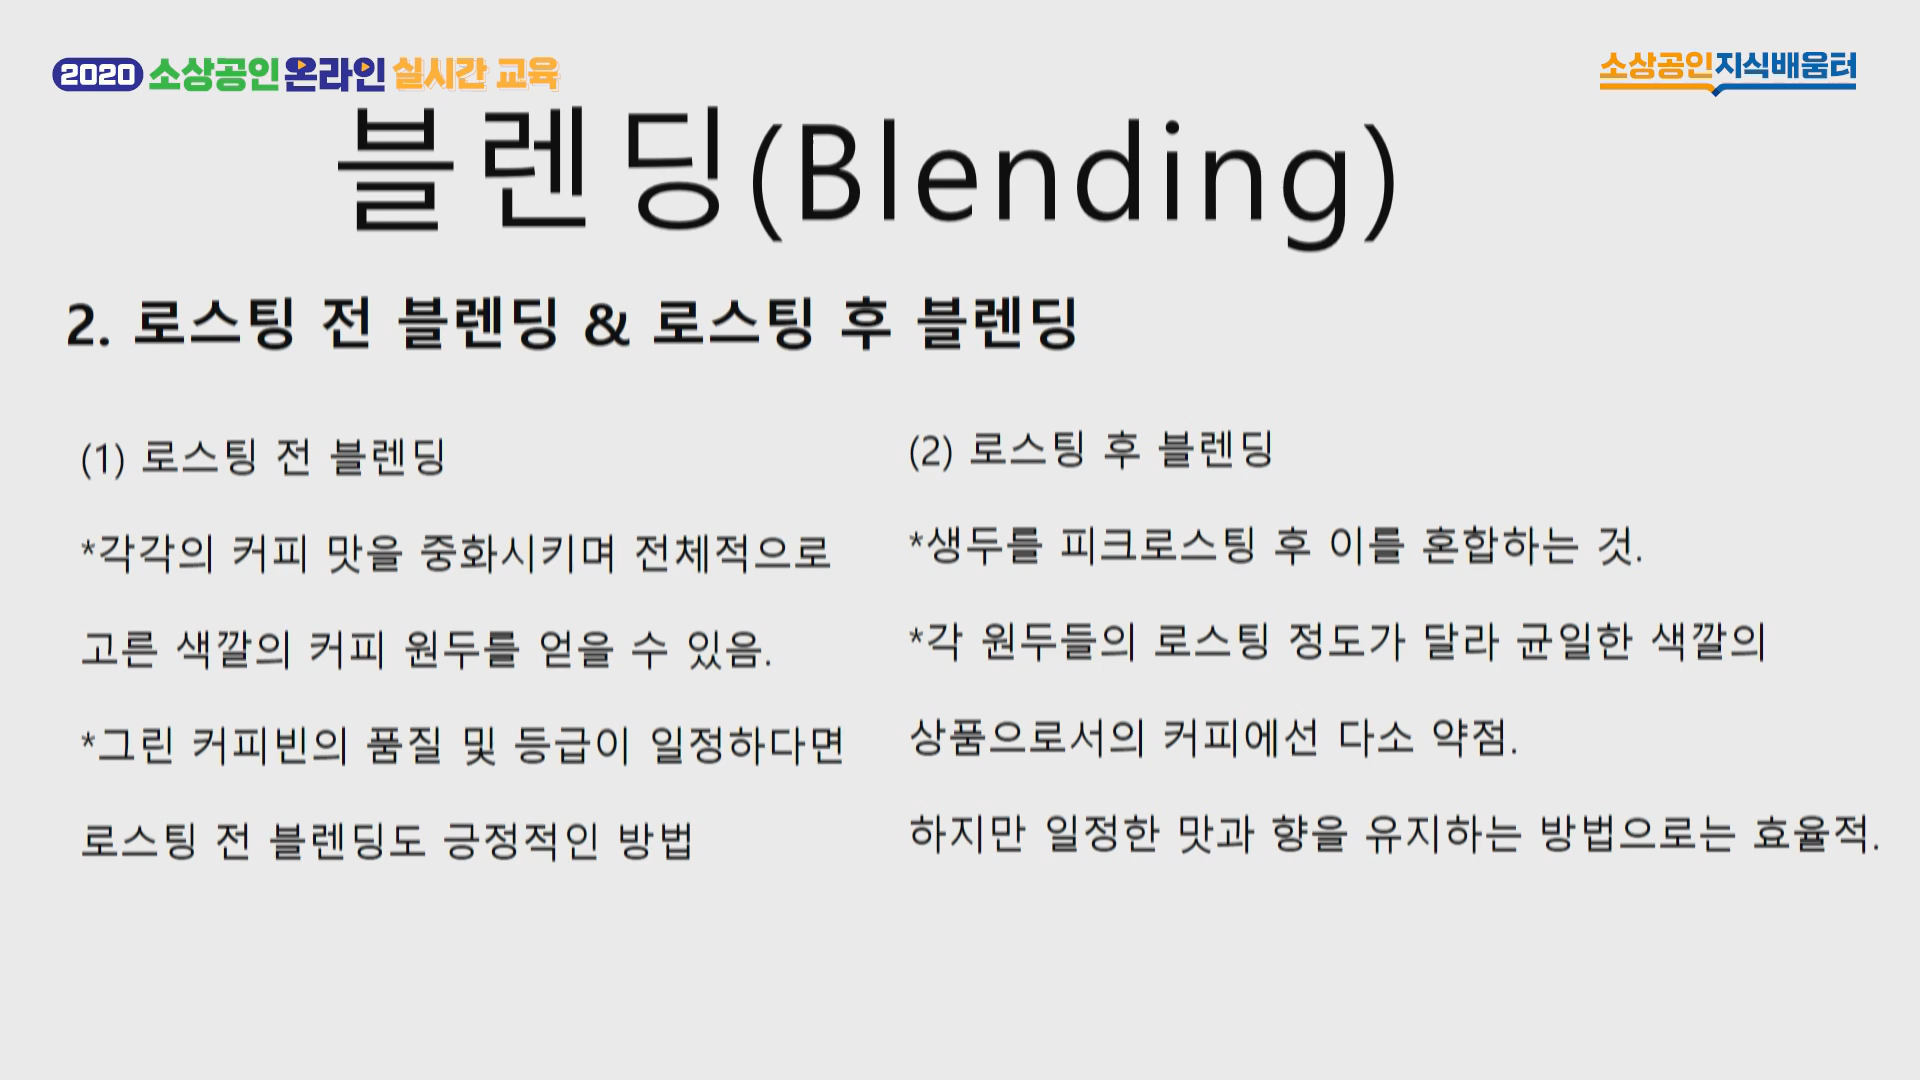 2020 소상공인 온라인 실시간 교육
소상공인지식배움터
블렌딩(Blending)
2. 로스팅 전 블렌딩 & 로스팅 후 블렌딩
(1) 로스팅 전 블렌딩
*각각의 커피 맛을 중화시키며 전체적으로
고른 색깔의 커피 원두를 얻을 수 있음.
*그린 커피빈의 품질 및 등급이 일정하다면
로스팅 전 블렌딩도 긍정적인 방법
(2) 로스팅 후 블렌딩
*생두를 피크로스팅 후 이를 혼합하는 것.
*각 원두들의 로스팅 정도가 달라 균일한 색깔의
상품으로서의 커피에선 다소 약점.
하지만 일정한 맛과 향을 유지하는 방법으로는 효율적.